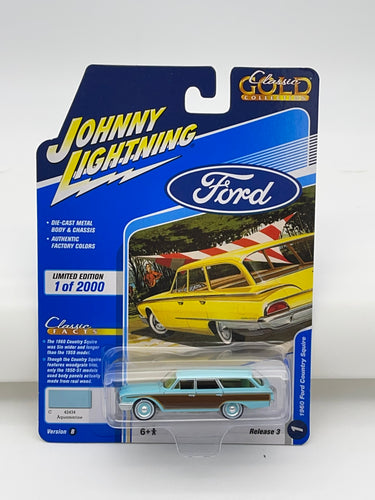 Classic
GOLD
COLLECTION
JOHNNY
LIGHTNING
Ford
• DIE-CAST METAL
BODY & CHASSIS
• AUTHENTIC
FACTORY COLORS
LIMITED EDITION
1 of 2000
Classic
FACTS
• The 1960 Country Squire
was 5in wider and longer
than the 1959 model.
• Though the Country Squire
features woodgrain trim,
only the 1950-51 models
used body panels actually
made from real wood.
Aquamarine
Version B
6+
Release 3
1960 Ford Country Squire